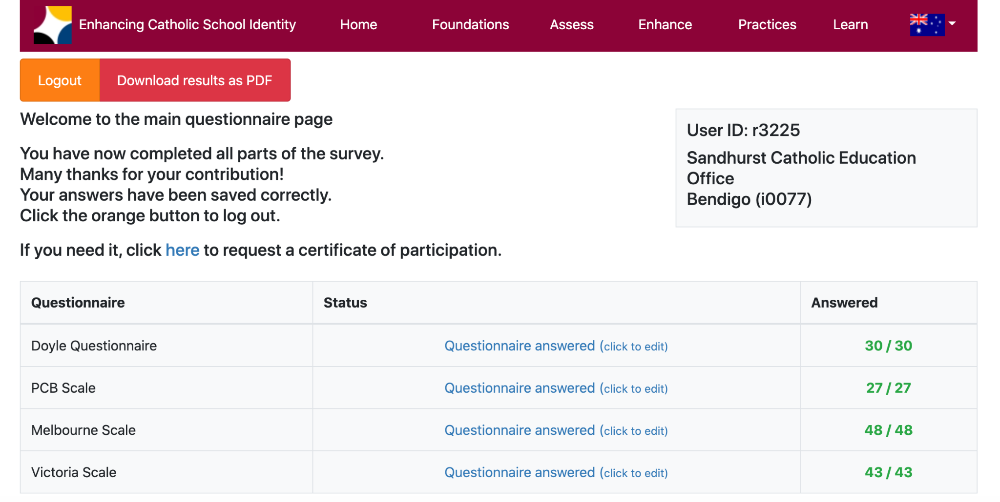 Enhancing Catholic School Identity Home Foundations Assess Enhance Practices Learn
Logout Download results as PDF
Welcome to the main questionnaire page
You have now completed all parts of the survey.
Many thanks for your contribution!
Your answers have been saved correctly.
Click the orange button to log out.
If you need it, click here to request a certificate of participation.
User ID: r3225
Sandhurst Catholic Education
Office
Bendigo (i0077)
Questionnaire Status Answered
Doyle Questionnaire Questionnaire answered (click to edit) 30 / 30
PCB Scale Questionnaire answered (click to edit) 27 / 27
Melbourne Scale Questionnaire answered (click to edit) 48 / 48
Victoria Scale Questionnaire answered (click to edit) 43 / 43